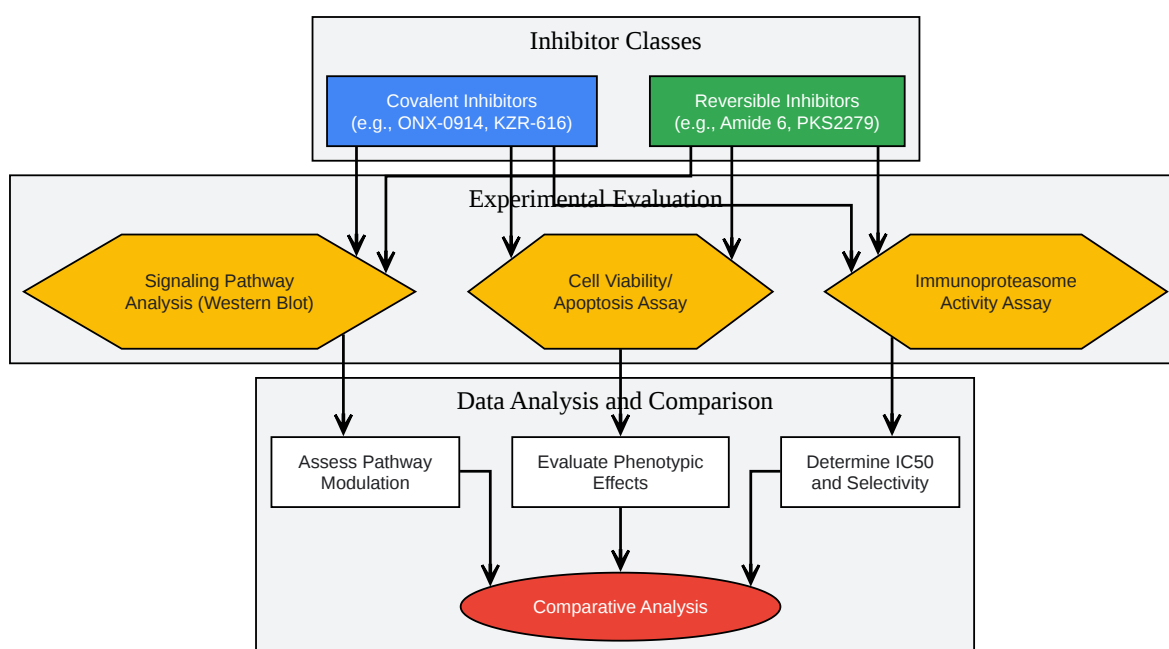 Inhibitor Classes
Covalent Inhibitors
(e.g., ONX-0914, KZR-616)
Reversible Inhibitors
(e.g., Amide 6, PKS2279)
Experimental Evaluation
Signaling Pathway
Analysis (Western Blot)
Cell Viability/
Apoptosis Assay
Immunoproteasome
Activity Assay
Data Analysis and Comparison
Assess Pathway
Modulation
Evaluate Phenotypic
Effects
Determine IC50
and Selectivity
Comparative Analysis